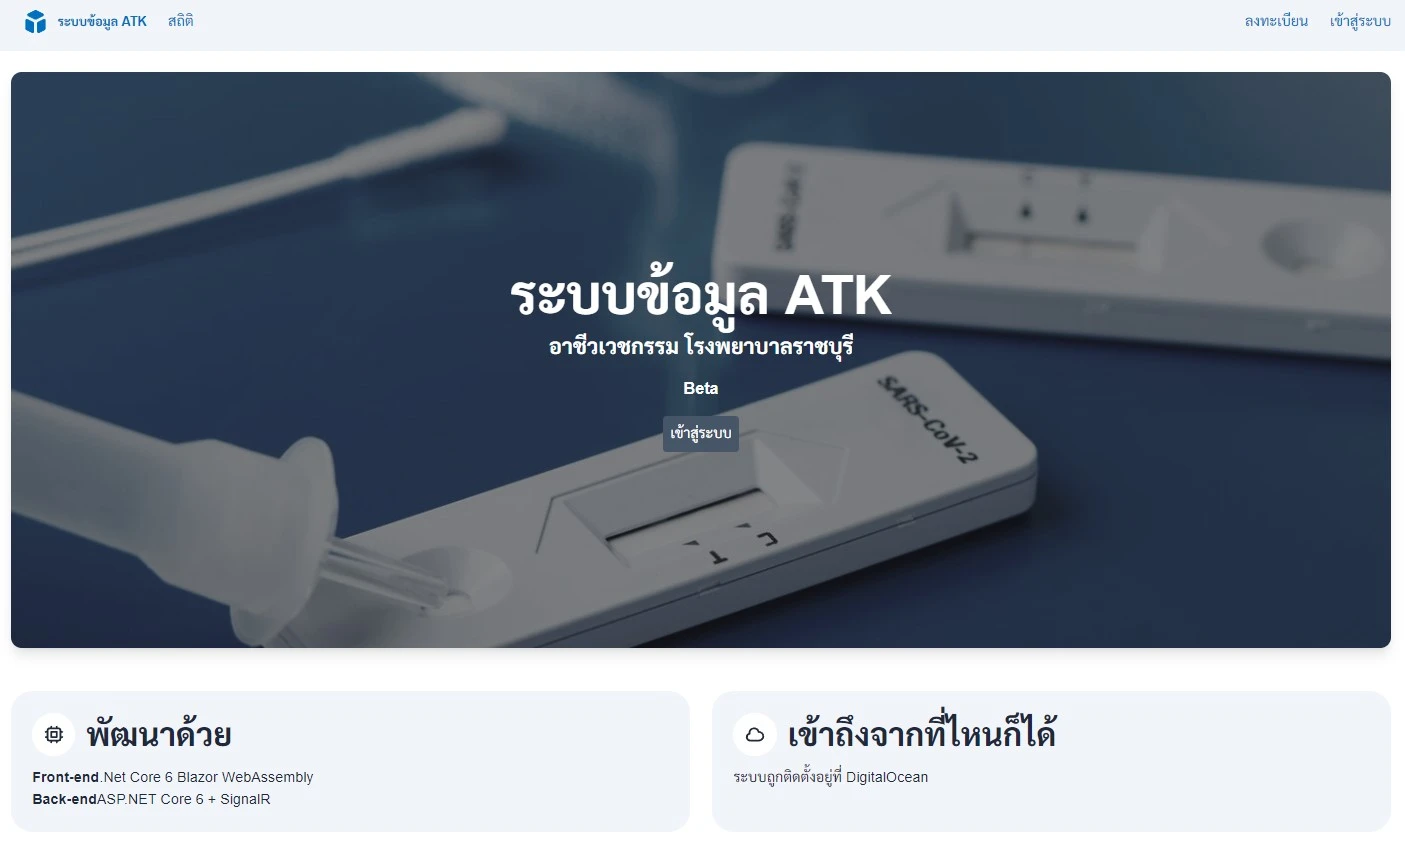 ระบบข้อมูล ATK
สถิติ
ลงทะเบียน
เข้าสู่ระบบ
ระบบข้อมูล ATK
อาชีวเวชกรรม โรงพยาบาลราชบุรี
Beta
เข้าสู่ระบบ
SARS-CoV-2
T
C
พัฒนาด้วย
Front-end.Net Core 6 Blazor WebAssembly
Back-endASP.NET Core 6 + SignalR
เข้าถึงจากที่ไหนก็ได้
ระบบถูกติดตั้งอยู่ที่ DigitalOcean